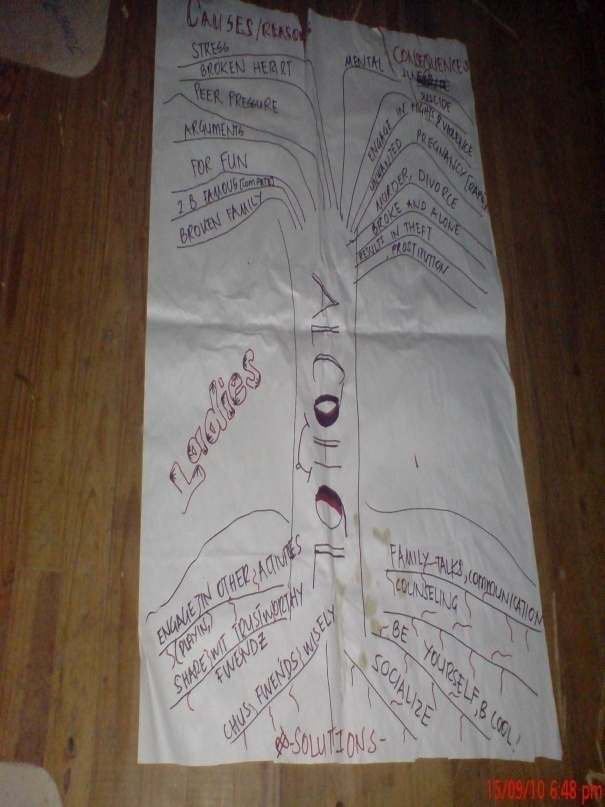 CAUSES/REASONS
STRESS
BROKEN HEART
PEER PRESSURE
ARGUMENTS
FOR FUN
2 B FAMOUS (COMPETE)
BROKEN FAMILY
CONSEQUENCES
MENTAL
SUICIDE
ENGAGE IN FIGHTS & VIOLENCE
UNWANTED PREGNANCY (RAPE)
MURDER, DIVORCE
BROKE AND ALONE
RESULTS IN THEFT
PROSTITUTION
ALCOHOL
Ladies
ENGAGE IN OTHER ACTIVITIES
(PLAYIN)
SHARE WIT TRUSTWORTHY
FWENDZ
CHUS FWENDS WISELY
FAMILY TALKS, COMMUNICATION
COUNSELING
BE YOURSELF, B COOL!
SOCIALIZE
-SOLUTIONS-
15/09/10 6:48 pm